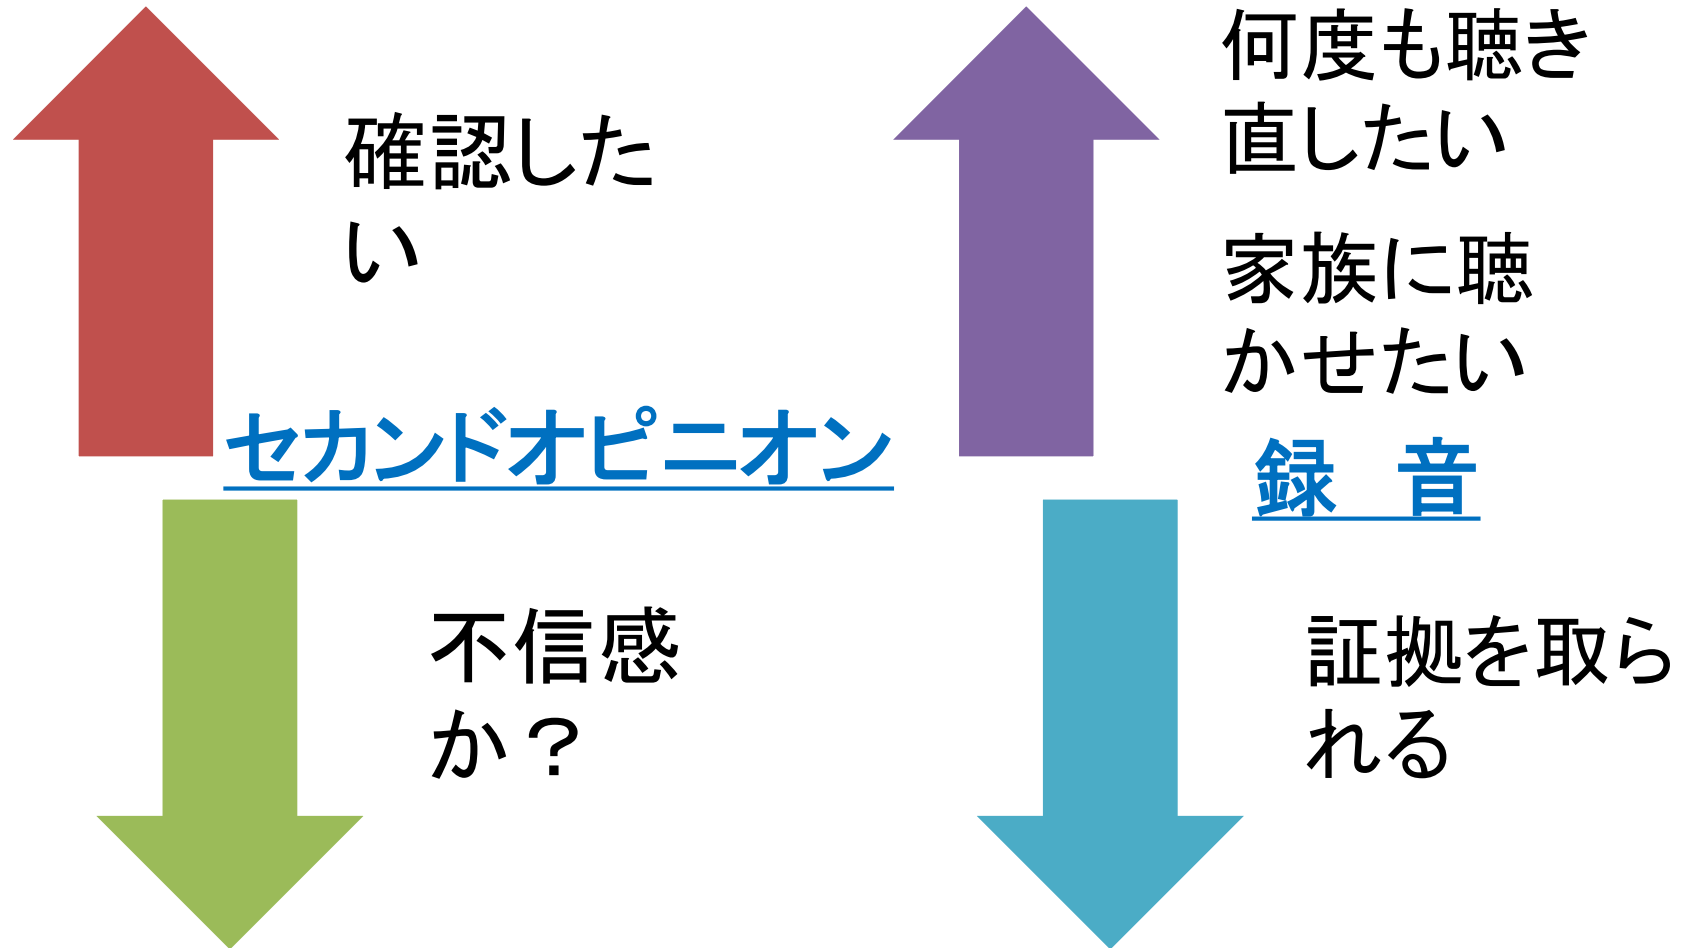 確認した
い
セカンドオピニオン
不信感
か？
何度も聴き
直したい
家族に聴
かせたい
録　音
証拠を取ら
れる